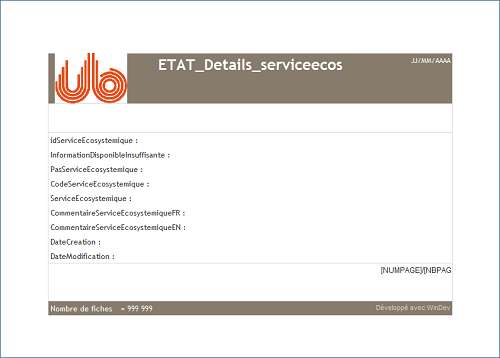 ub
ETAT_Details_serviceecos
JJ/MM/AAAA
idServiceEcosystemique :
InformationDisponibleInsuffisante :
PasServiceEcosystemique :
CodeServiceEcosystemique :
ServiceEcosystemique :
CommentaireServiceEcosystemiqueFR :
CommentaireServiceEcosystemiqueEN :
DateCreation :
DateModification :
[NUMPAGE]/[NBPAG
Nombre de fiches = 999 999
Développé avec WinDev